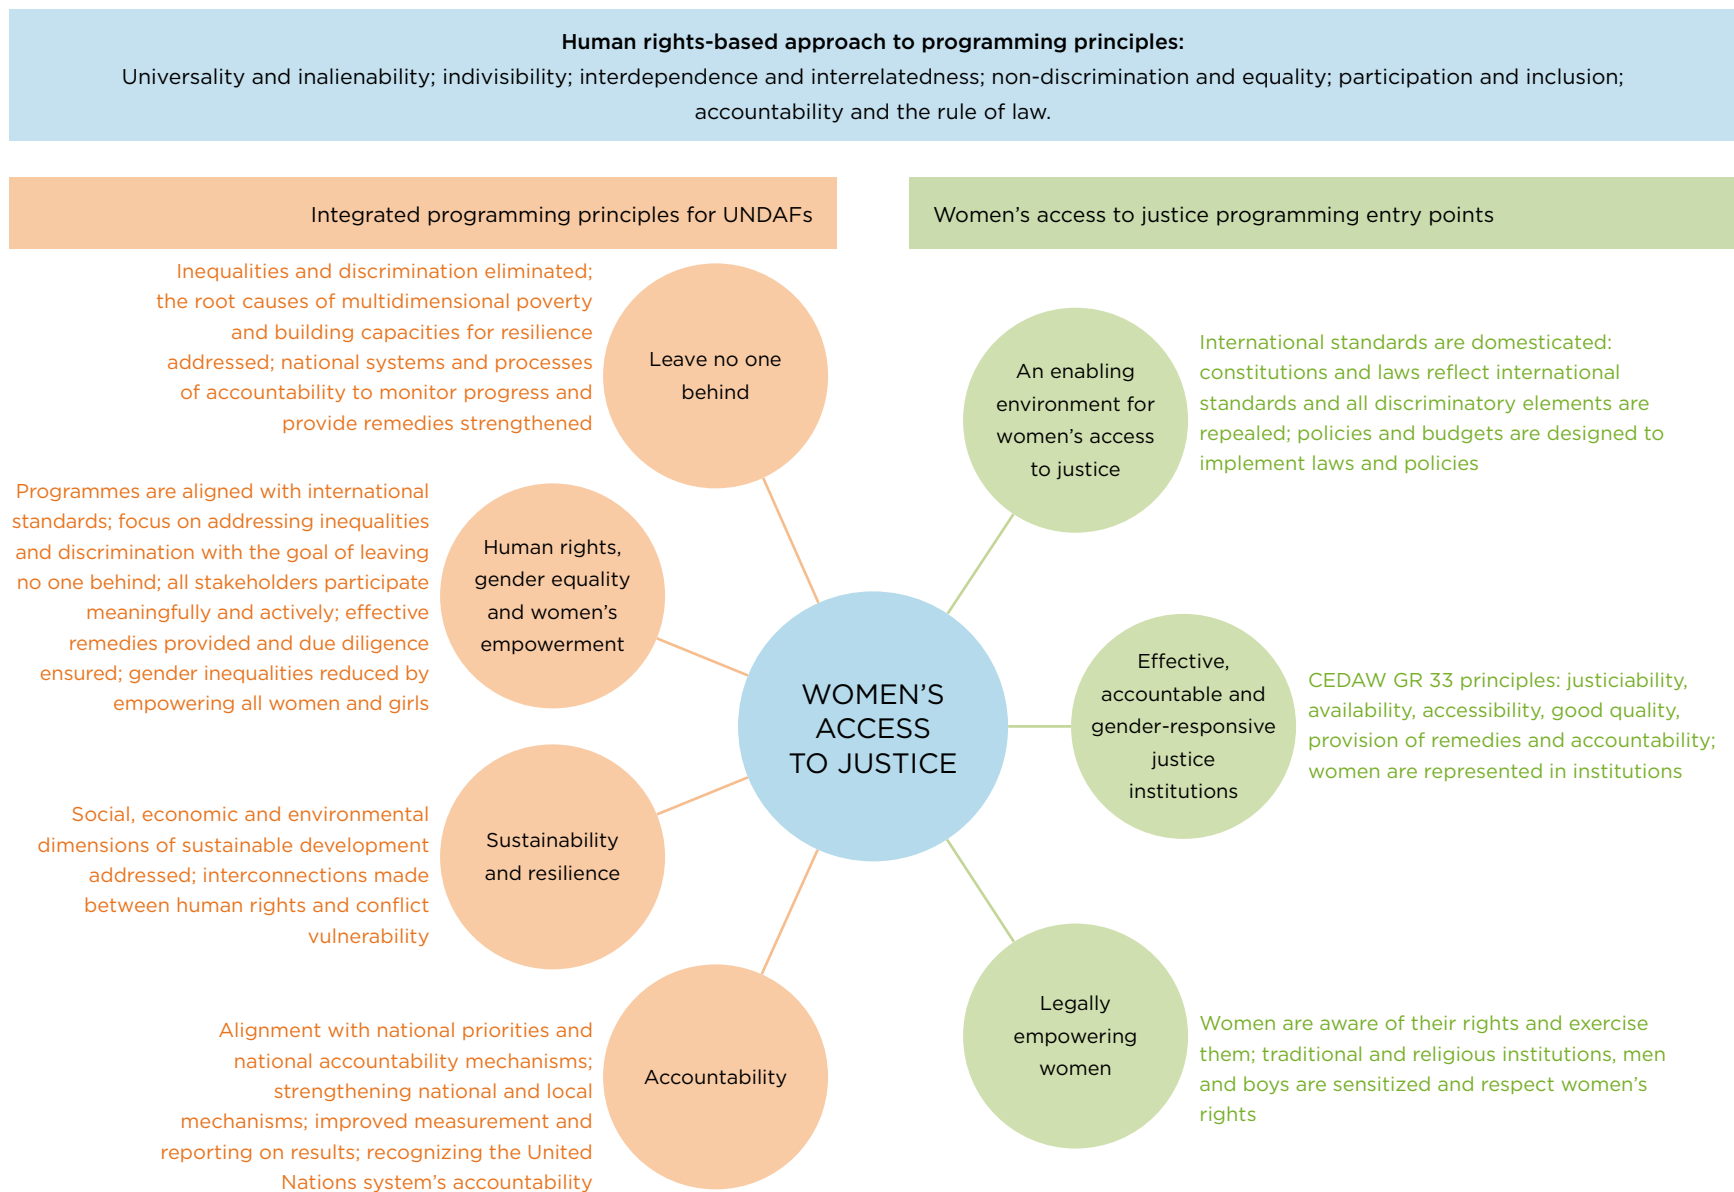 Human rights-based approach to programming principles:
Universality and inalienability; indivisibility; interdependence and interrelatedness; non-discrimination and equality; participation and inclusion;
accountability and the rule of law.
Integrated programming principles for UNDAFs
Inequalities and discrimination eliminated;
the root causes of multidimensional poverty
and building capacities for resilience
addressed; national systems and processes
of accountability to monitor progress and
provide remedies strengthened
Leave no one
behind
Programmes are aligned with international
standards; focus on addressing inequalities
and discrimination with the goal of leaving
no one behind; all stakeholders participate
meaningfully and actively; effective
remedies provided and due diligence
ensured; gender inequalities reduced by
empowering all women and girls
Human rights,
gender equality
and women’s
empowerment
Social, economic and environmental
dimensions of sustainable development
addressed; interconnections made
between human rights and conflict
vulnerability
Sustainability
and resilience
Alignment with national priorities and
national accountability mechanisms;
strengthening national and local
mechanisms; improved measurement and
reporting on results; recognizing the United
Nations system’s accountability
Accountability
WOMEN’S
ACCESS
TO JUSTICE
Women’s access to justice programming entry points
An enabling
environment for
women’s access
to justice
International standards are domesticated:
constitutions and laws reflect international
standards and all discriminatory elements are
repealed; policies and budgets are designed to
implement laws and policies
Effective,
accountable and
gender-responsive
justice
institutions
CEDAW GR 33 principles: justiciability,
availability, accessibility, good quality,
provision of remedies and accountability;
women are represented in institutions
Legally
empowering
women
Women are aware of their rights and exercise
them; traditional and religious institutions, men
and boys are sensitized and respect women’s
rights